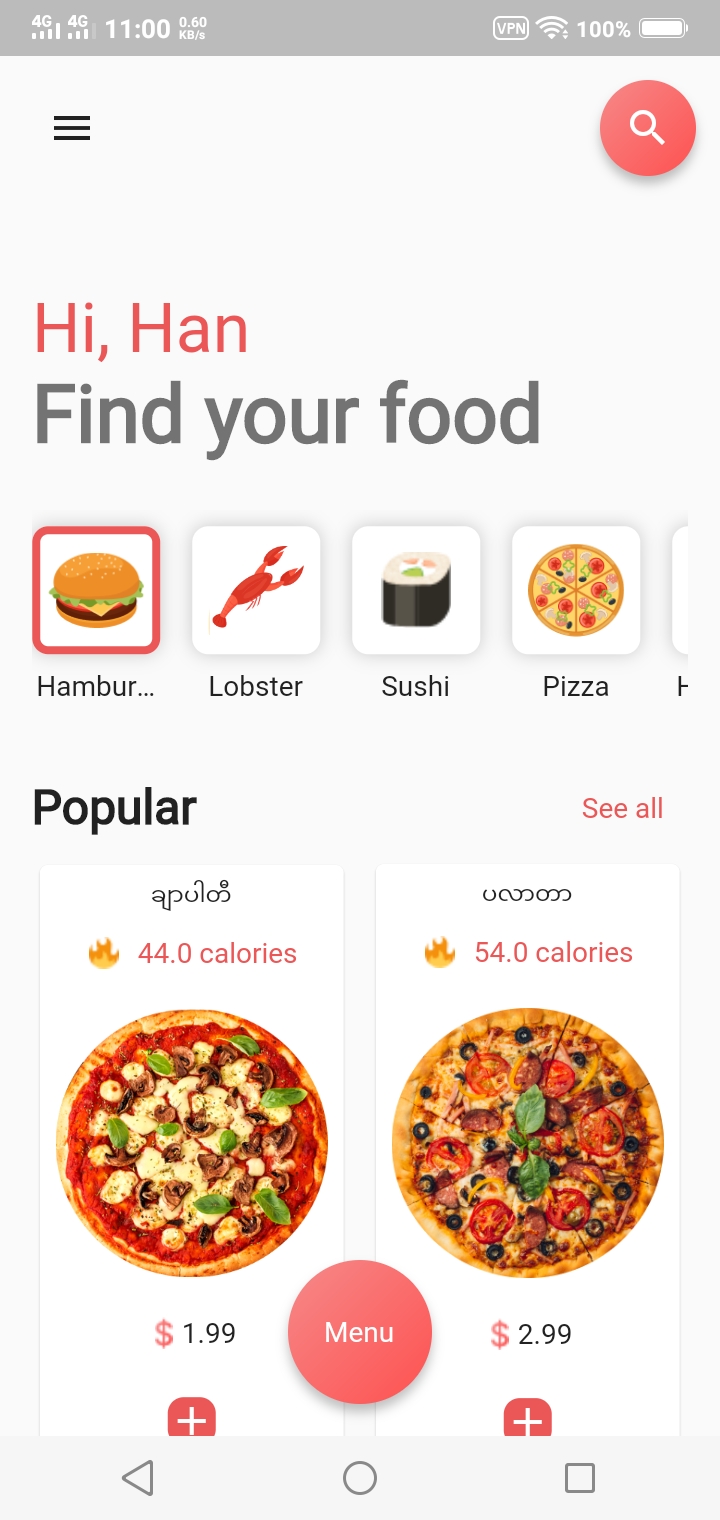 4G 4G 11:00 0.60 KB/s VPN 100%
Hi, Han
Find your food
Hambur...
Lobster
Sushi
Pizza
H
Popular
See all
ချာပါတီ
44.0 calories
$ 1.99
ပလာတာ
54.0 calories
$ 2.99
Menu